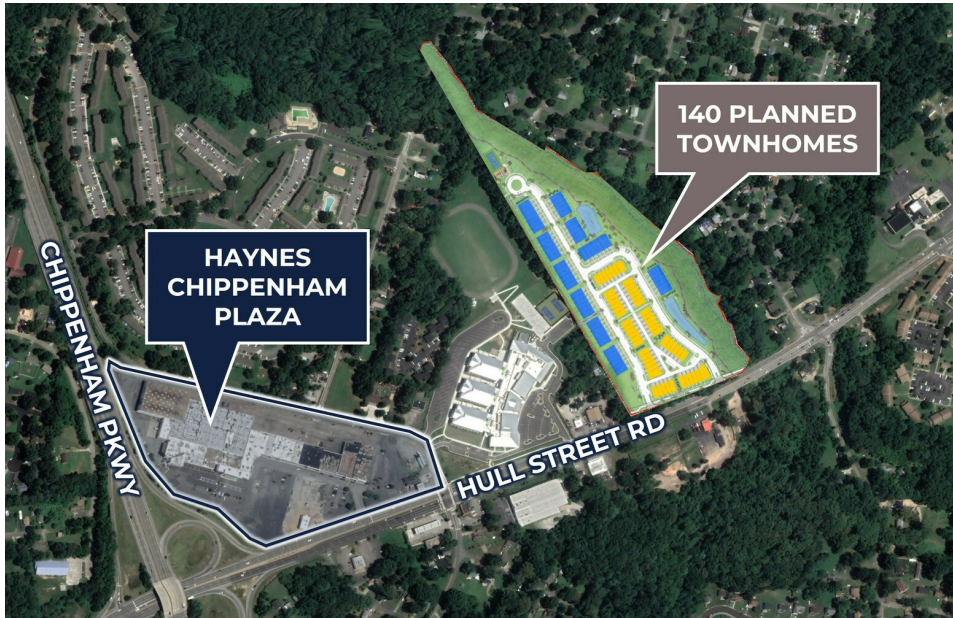 140 PLANNED
TOWNHOMES
HAYNES
CHIPPENHAM
PLAZA
CHIPPENHAM PKWY
HULL STREET RD